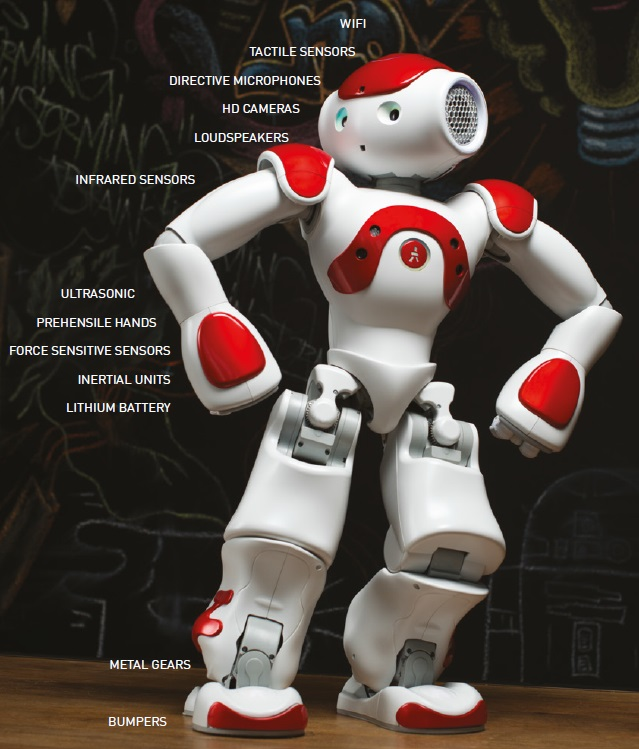 WIFI
TACTILE SENSORS
DIRECTIVE MICROPHONES
HD CAMERAS
LOUDSPEAKERS
INFRARED SENSORS
ULTRASONIC
PREHENSILE HANDS
FORCE SENSITIVE SENSORS
INERTIAL UNITS
LITHIUM BATTERY
METAL GEARS
BUMPERS